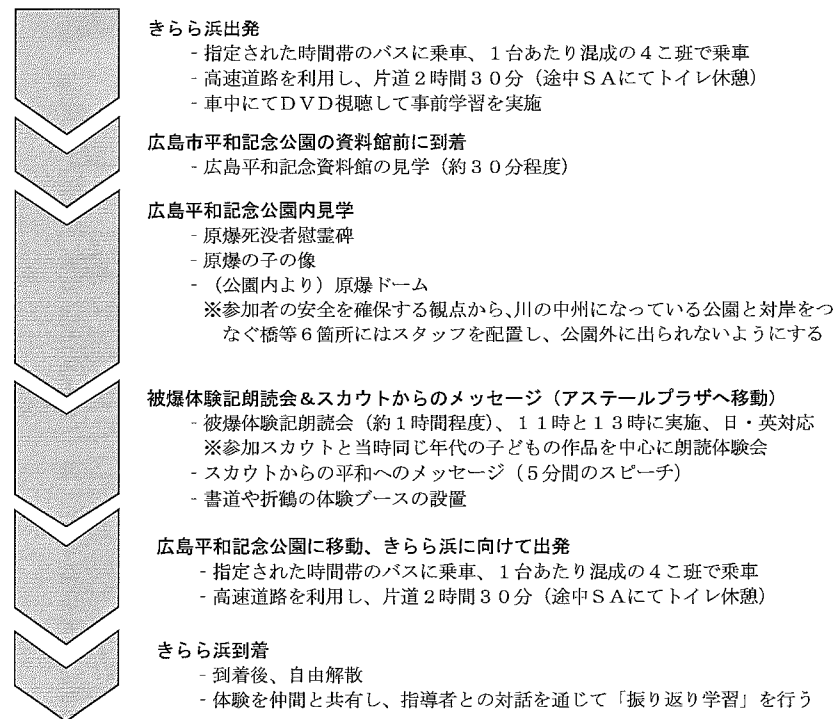 きらら浜出発
- 指定された時間帯のバスに乗車、１台あたり混成の４こ班で乗車
- 高速道路を利用し、片道２時間３０分（途中ＳＡにてトイレ休憩）
- 車中にてＤＶＤ視聴して事前学習を実施
広島市平和記念公園の資料館前に到着
- 広島平和記念資料館の見学（約３０分程度）
広島平和記念公園内見学
- 原爆死没者慰霊碑
- 原爆の子の像
- （公園内より）原爆ドーム
※参加者の安全を確保する観点から、川の中州になっている公園と対岸をつ
なぐ橋等６箇所にはスタッフを配置し、公園外に出られないようにする
被爆体験記朗読会＆スカウトからのメッセージ（アステールプラザへ移動）
- 被爆体験記朗読会（約１時間程度）、１１時と１３時に実施、日・英対応
※参加スカウトと当時同じ年代の子どもの作品を中心に朗読体験会
- スカウトからの平和へのメッセージ（５分間のスピーチ）
- 書道や折鶴の体験ブースの設置
広島平和記念公園に移動、きらら浜に向けて出発
- 指定された時間帯のバスに乗車、１台あたり混成の４こ班で乗車
- 高速道路を利用し、片道２時間３０分（途中ＳＡにてトイレ休憩）
きらら浜到着
- 到着後、自由解散
- 体験を仲間と共有し、指導者との対話を通じて「振り返り学習」を行う